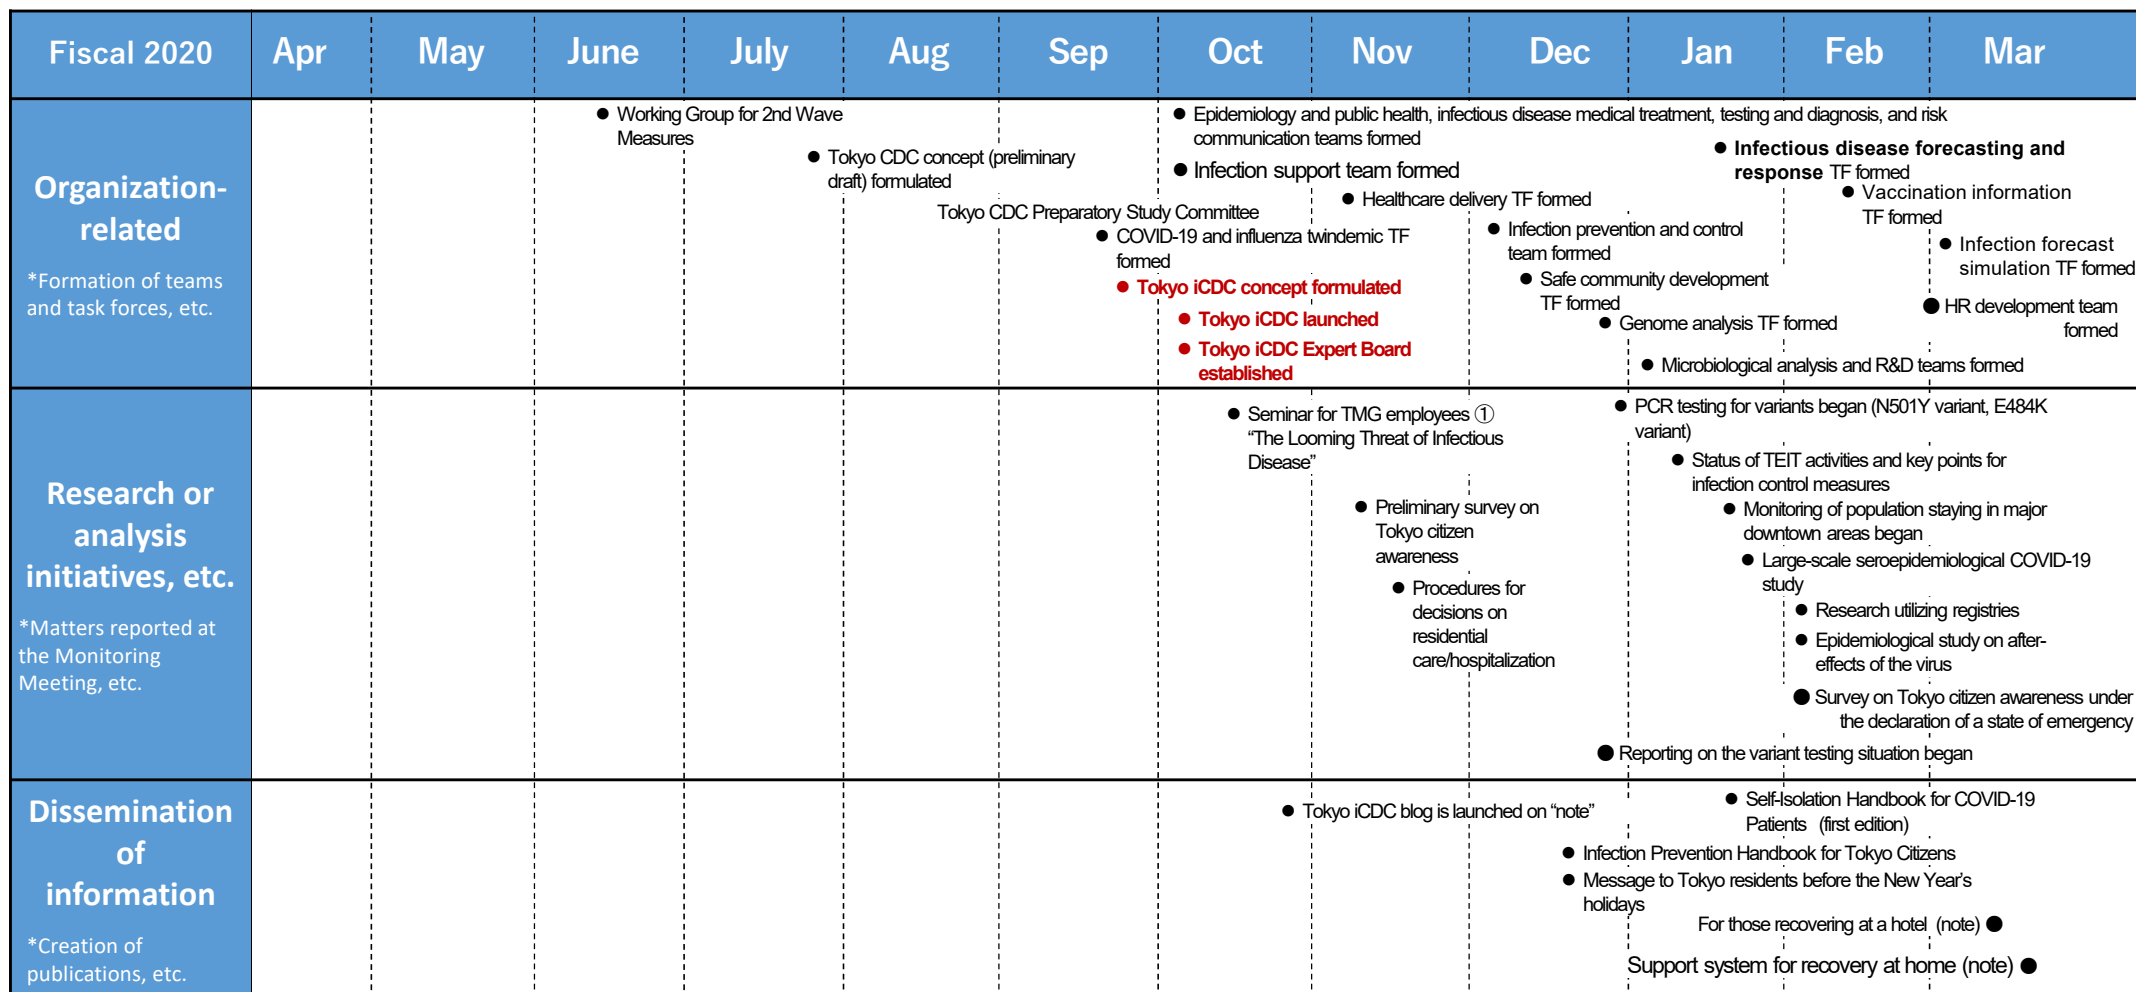 Fiscal 2020
Apr
May
June
July
Aug
Sep
Oct
Nov
Dec
Jan
Feb
Mar
Organization-
related
*Formation of teams
and task forces, etc.
● Working Group for 2nd Wave
Measures
● Tokyo CDC concept (preliminary
draft) formulated
Tokyo CDC Preparatory Study Committee
● COVID-19 and influenza twindemic TF
formed
● Tokyo iCDC concept formulated
● Tokyo iCDC launched
● Tokyo iCDC Expert Board
established
● Epidemiology and public health, infectious disease medical treatment, testing and diagnosis, and risk
communication teams formed
● Infection support team formed
● Healthcare delivery TF formed
● Infection prevention and control
team formmed
● Safe community development
TF formed
● Genome analysis TF formed
● Microbiological analysis and R&D teams formed
● Infectious disease forecasting and
response TF formed
● Vaccination information
TF formed
● Infection forecast
simulation TF formed
● HR development team
formed
Research or
analysis
initiatives, etc.
*Matters reported at
the Monitoring
Meeting, etc.
● Seminar for TMG employees ①
“The Looming Threat of Infectious
Disease”
● Preliminary survey on
Tokyo citizen
awareness
● Procedures for
decisions on
residential
care/hospitalization
● PCR testing for variants began (N501Y variant, E484K
variant)
● Status of TEIT activities and key points for
infection control measures
● Monitoring of population staying in major
downtown areas began
● Large-scale seroepidemiological COVID-19
study
● Research utilizing registries
● Epidemiological study on after-
effects of the virus
● Survey on Tokyo citizen awareness under
the declaration of a state of emergency
● Reporting on the variant testing situation began
Dissemination
of
information
*Creation of
publications, etc.
● Tokyo iCDC blog is launched on “note”
● Self-Isolation Handbook for COVID-19
Patients (first edition)
● Infection Prevention Handbook for Tokyo Citizens
● Message to Tokyo residents before the New Year's
holidays
For those recovering at a hotel (note) ●
Support system for recovery at home (note) ●